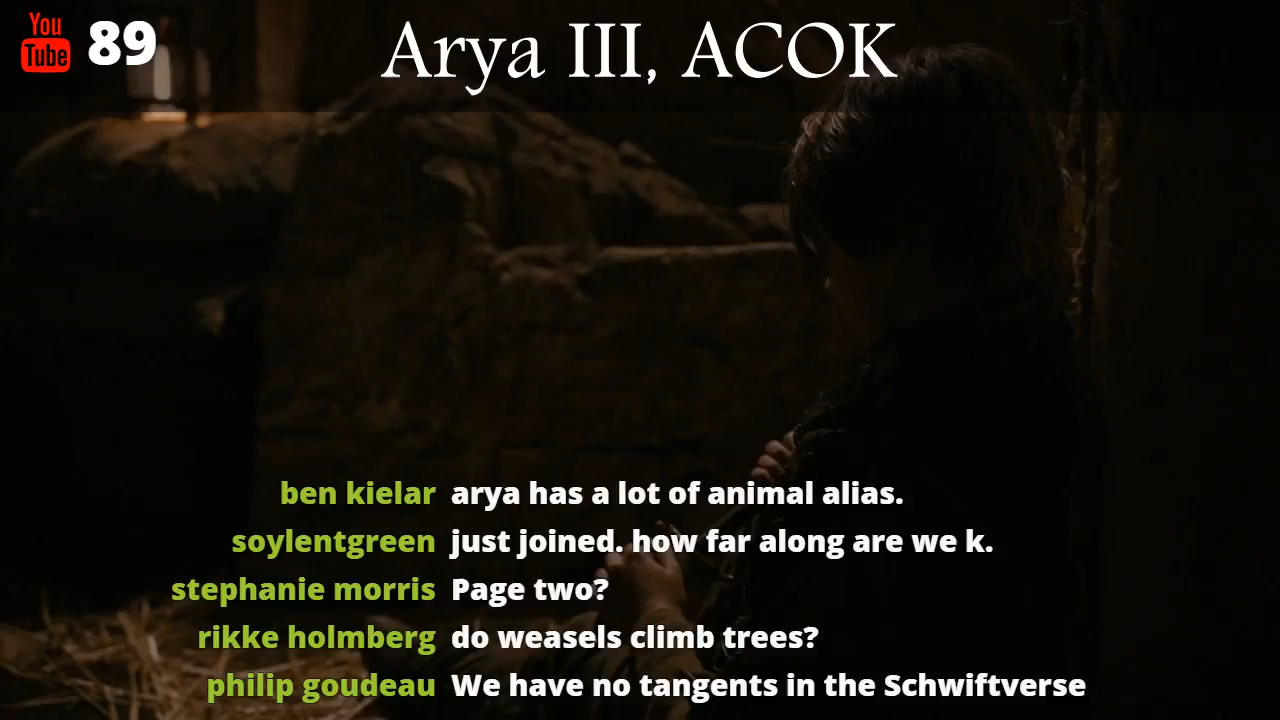 You
Tube
89
Arya III, ACOK
ben kielar arya has a lot of animal alias.
soylentgreen just joined. how far along are we k.
stephanie morris Page two?
rikke holmberg do weasels climb trees?
philip goudeau We have no tangents in the Schwiftverse